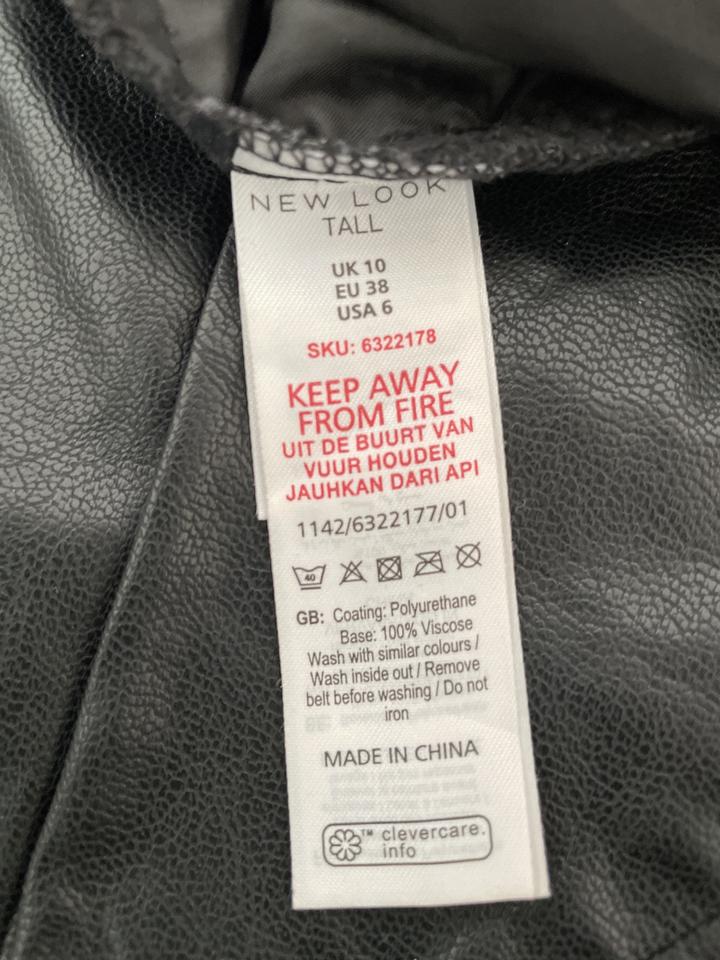 NEW LOOK
TALL
UK 10
EU 38
USA 6
SKU: 6322178
KEEP AWAY
FROM FIRE
UIT DE BUURT VAN
VUUR HOUDEN
JAUHKAN DARI API
1142/6322177/01
40
GB: Coating: Polyurethane
Base: 100% Viscose
Wash with similar colours /
Wash inside out / Remove
belt before washing / Do not
iron
MADE IN CHINA
™ clevercare.
info